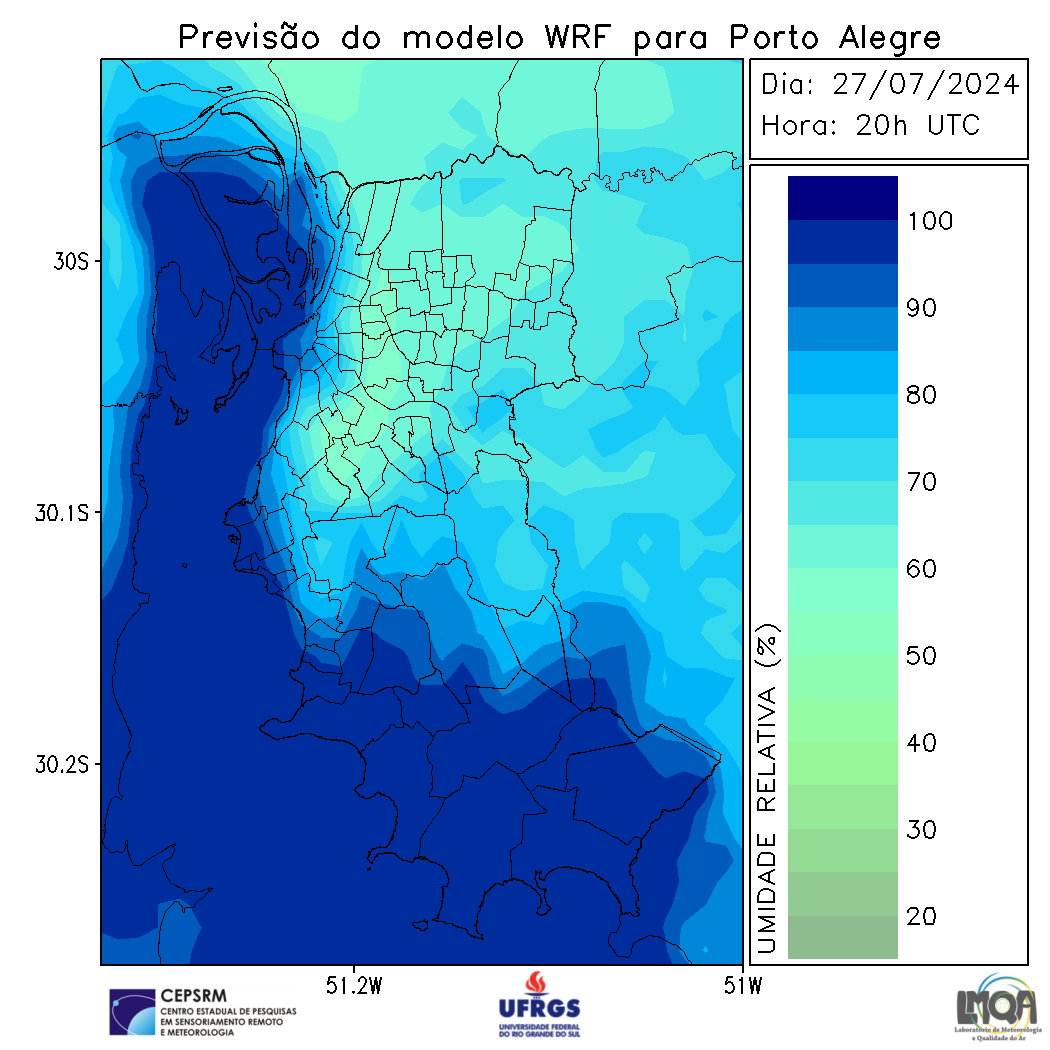 Previsão do modelo WRF para Porto Alegre
Dia: 27/07/2024
Hora: 20h UTC
30S
30.1S
30.2S
51.2W
51W
100
90
80
70
60
50
40
30
20
UMIDADE RELATIVA (%)
CEPSRM
CENTRO ESTADUAL DE PESQUISAS
EM SENSORIAMENTO REMOTO
E METEOROLOGIA
UFRGS
UNIVERSIDADE FEDERAL
DO RIO GRANDE DO SUL
LMQA
Laboratório de Meteorologia
e Qualidade do Ar